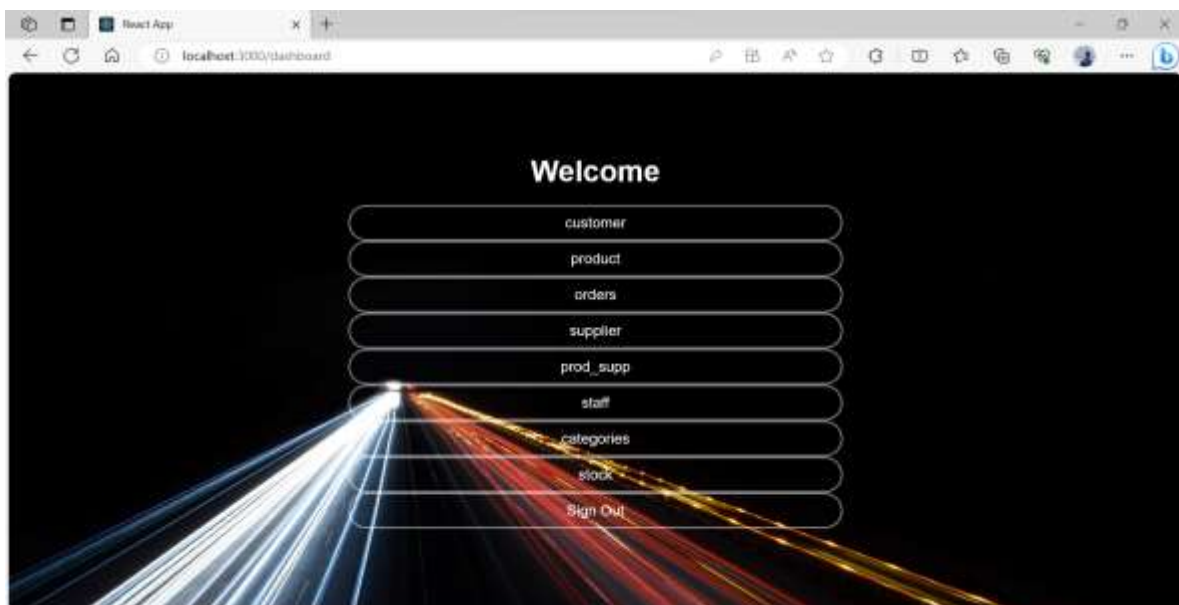 React App
localhost:3000/dashboard
Welcome
customer
product
orders
supplier
prod_supp
staff
categories
stock
Sign Out